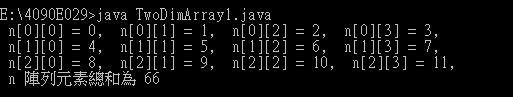 E:\4090E029>java TwoDimArray1.java
n[0][0] = 0, n[0][1] = 1, n[0][2] = 2, n[0][3] = 3,
n[1][0] = 4, n[1][1] = 5, n[1][2] = 6, n[1][3] = 7,
n[2][0] = 8, n[2][1] = 9, n[2][2] = 10, n[2][3] = 11,
n 陣列元素總和為 66